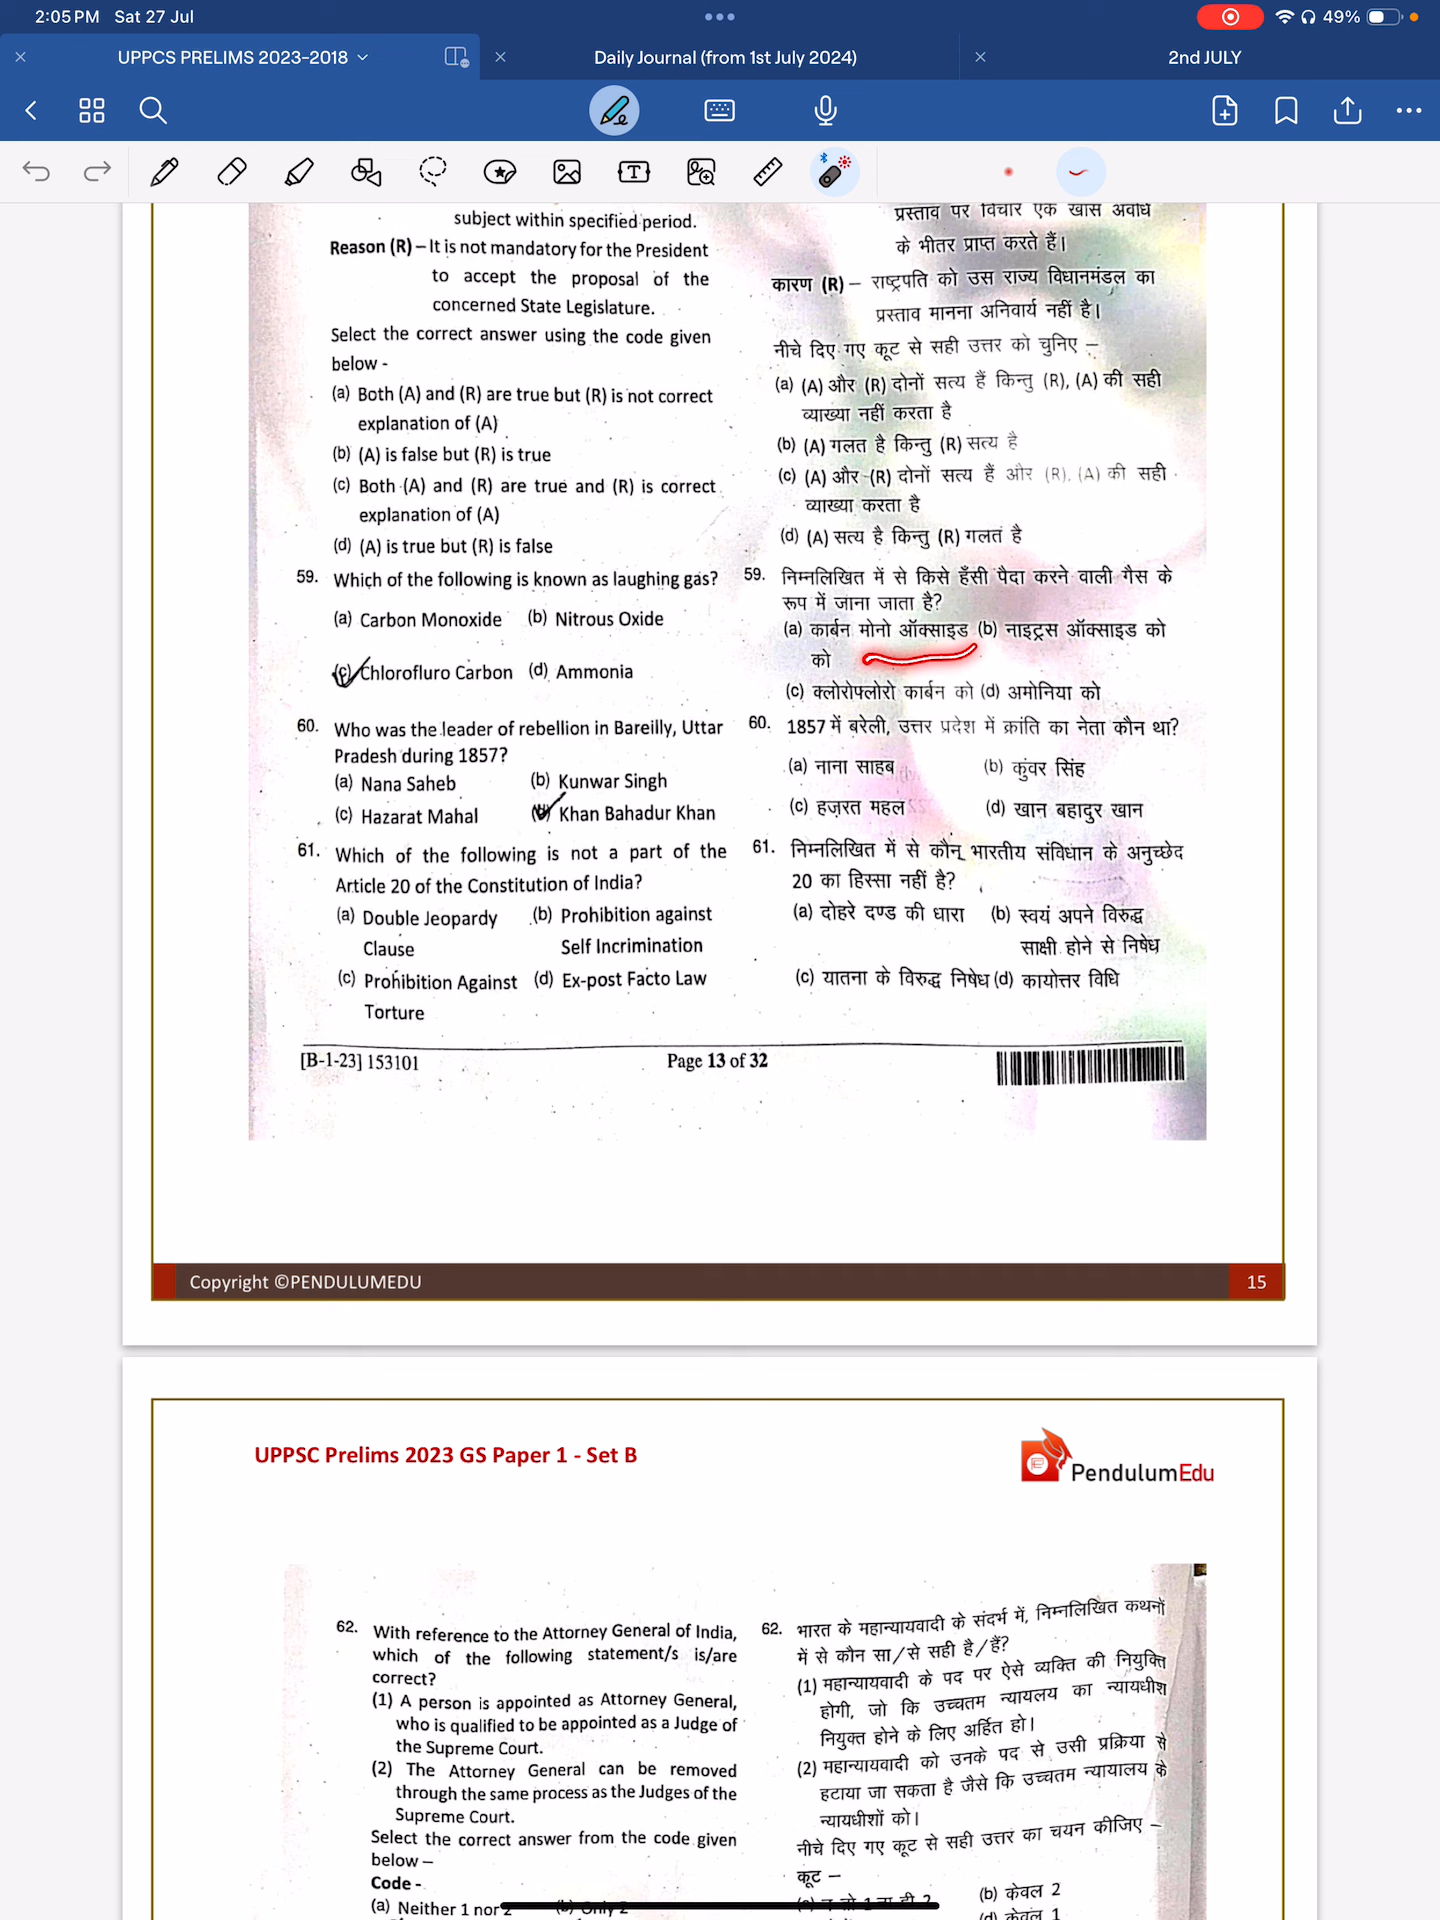 2:05 PM Sat 27 Jul
49%
UPPCS PRELIMS 2023-2018
Daily Journal (from 1st July 2024)
2nd JULY
subject within specified period.
Reason (R) – It is not mandatory for the President
to accept the proposal of the
concerned State Legislature.
Select the correct answer using the code given
below -
(a) Both (A) and (R) are true but (R) is not correct
explanation of (A)
(b) (A) is false but (R) is true
(c) Both (A) and (R) are true and (R) is correct
explanation of (A)
(d) (A) is true but (R) is false
59. Which of the following is known as laughing gas?
(a) Carbon Monoxide (b) Nitrous Oxide
(c) Chlorofluro Carbon (d) Ammonia
60. Who was the leader of rebellion in Bareilly, Uttar
Pradesh during 1857?
(a) Nana Saheb (b) Kunwar Singh
(c) Hazarat Mahal (d) Khan Bahadur Khan
61. Which of the following is not a part of the
Article 20 of the Constitution of India?
(a) Double Jeopardy (b) Prohibition against
Clause Self Incrimination
(c) Prohibition Against (d) Ex-post Facto Law
Torture
प्रस्ताव पर विचार एक खास अवधि
के भीतर प्राप्त करते हैं।
कारण (R) – राष्ट्रपति को उस राज्य विधानमंडल का
प्रस्ताव मानना अनिवार्य नहीं है।
नीचे दिए गए कूट से सही उत्तर को चुनिए –
(a) (A) और (R) दोनों सत्य हैं किन्तु (R), (A) की सही
व्याख्या नहीं करता है
(b) (A) गलत है किन्तु (R) सत्य है
(c) (A) और (R) दोनों सत्य हैं और (R), (A) की सही
व्याख्या करता है
(d) (A) सत्य है किन्तु (R) गलत है
59. निम्नलिखित में से किसे हँसी पैदा करने वाली गैस के
रूप में जाना जाता है?
(a) कार्बन मोनो ऑक्साइड (b) नाइट्रस ऑक्साइड को
को
(c) क्लोरोफ्लोरो कार्बन को (d) अमोनिया को
60. 1857 में बरेली, उत्तर प्रदेश में क्रांति का नेता कौन था?
(a) नाना साहब (b) कुंवर सिंह
(c) हज़रत महल (d) खान बहादुर खान
61. निम्नलिखित में से कौन भारतीय संविधान के अनुच्छेद
20 का हिस्सा नहीं है?
(a) दोहरे दण्ड की धारा (b) स्वयं अपने विरुद्ध
साक्षी होने से निषेध
(c) यातना के विरुद्ध निषेध (d) कायोत्तर विधि
[B-1-23] 153101 Page 13 of 32
Copyright ©PENDULUMEDU 15
UPPSC Prelims 2023 GS Paper 1 - Set B
PendulumEdu
62. With reference to the Attorney General of India,
which of the following statement/s is/are
correct?
(1) A person is appointed as Attorney General,
who is qualified to be appointed as a Judge of
the Supreme Court.
(2) The Attorney General can be removed
through the same process as the Judges of the
Supreme Court.
Select the correct answer from the code given
below –
Code -
(a) Neither 1 nor 2 (b) Only 2
62. भारत के महान्यायवादी के संदर्भ में, निम्नलिखित कथनों
में से कौन सा/से सही है/हैं?
(1) महान्यायवादी के पद पर ऐसे व्यक्ति की नियुक्ति
होगी, जो कि उच्चतम न्यायलय का न्यायधीश
नियुक्त होने के लिए अर्हित हो।
(2) महान्यायवादी को उनके पद से उसी प्रक्रिया से
हटाया जा सकता है जैसे कि उच्चतम न्यायालय के
न्यायधीशों को।
नीचे दिए गए कूट से सही उत्तर का चयन कीजिए –
कूट –
(a) न तो 1 ना ही 2 (b) केवल 2
(d) केवल 1